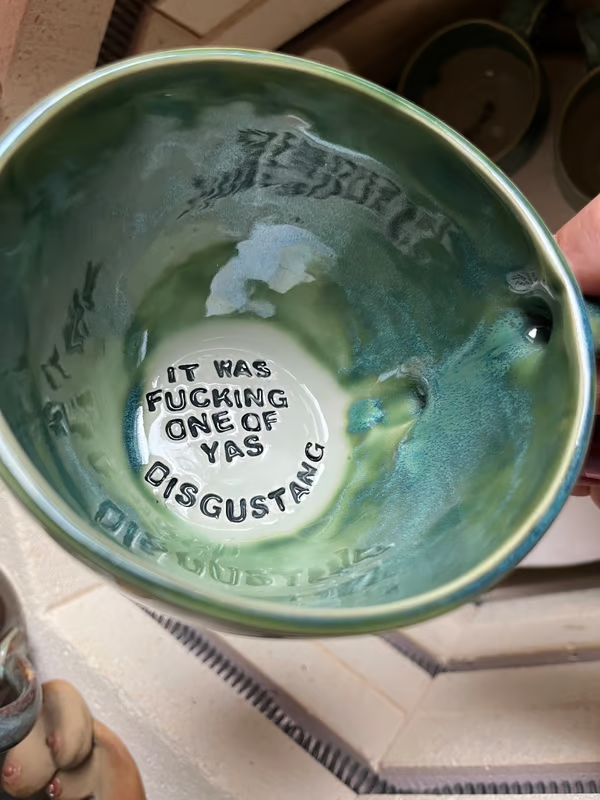 IT WAS
FUCKING
ONE OF
YAS
DISGUSTANG